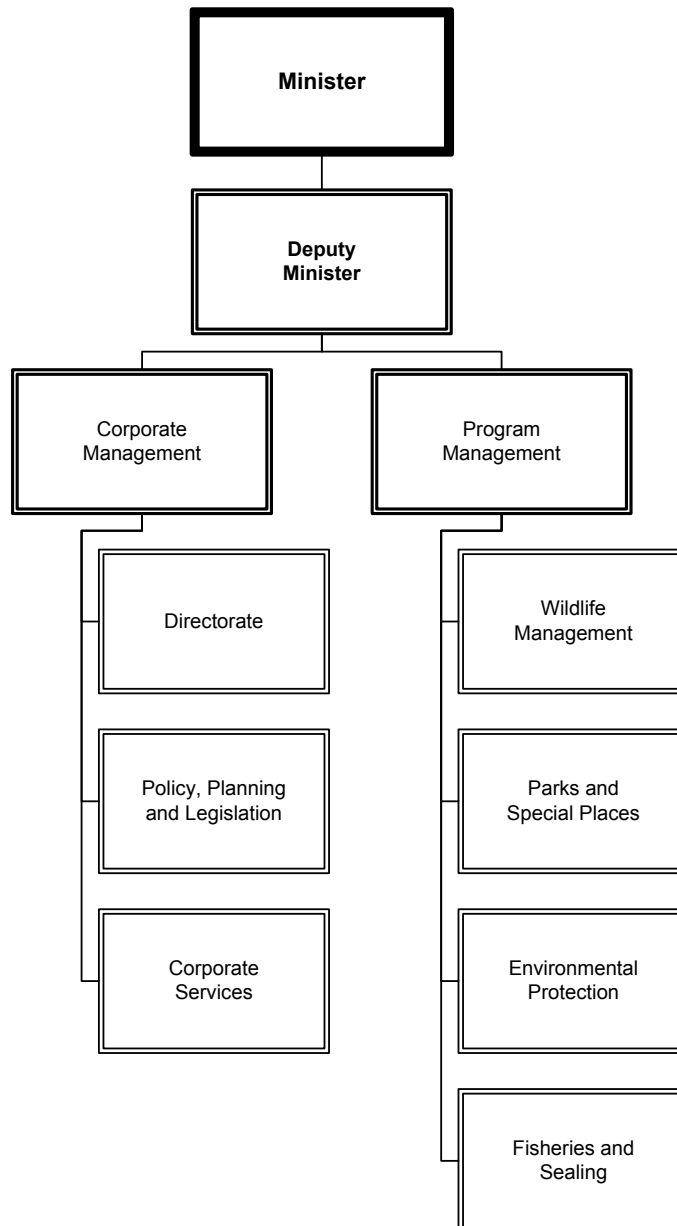 Minister
Deputy
Minister
Corporate
Management
Program
Management
Directorate
Policy, Planning
and Legislation
Corporate
Services
Wildlife
Management
Parks and
Special Places
Environmental
Protection
Fisheries and
Sealing